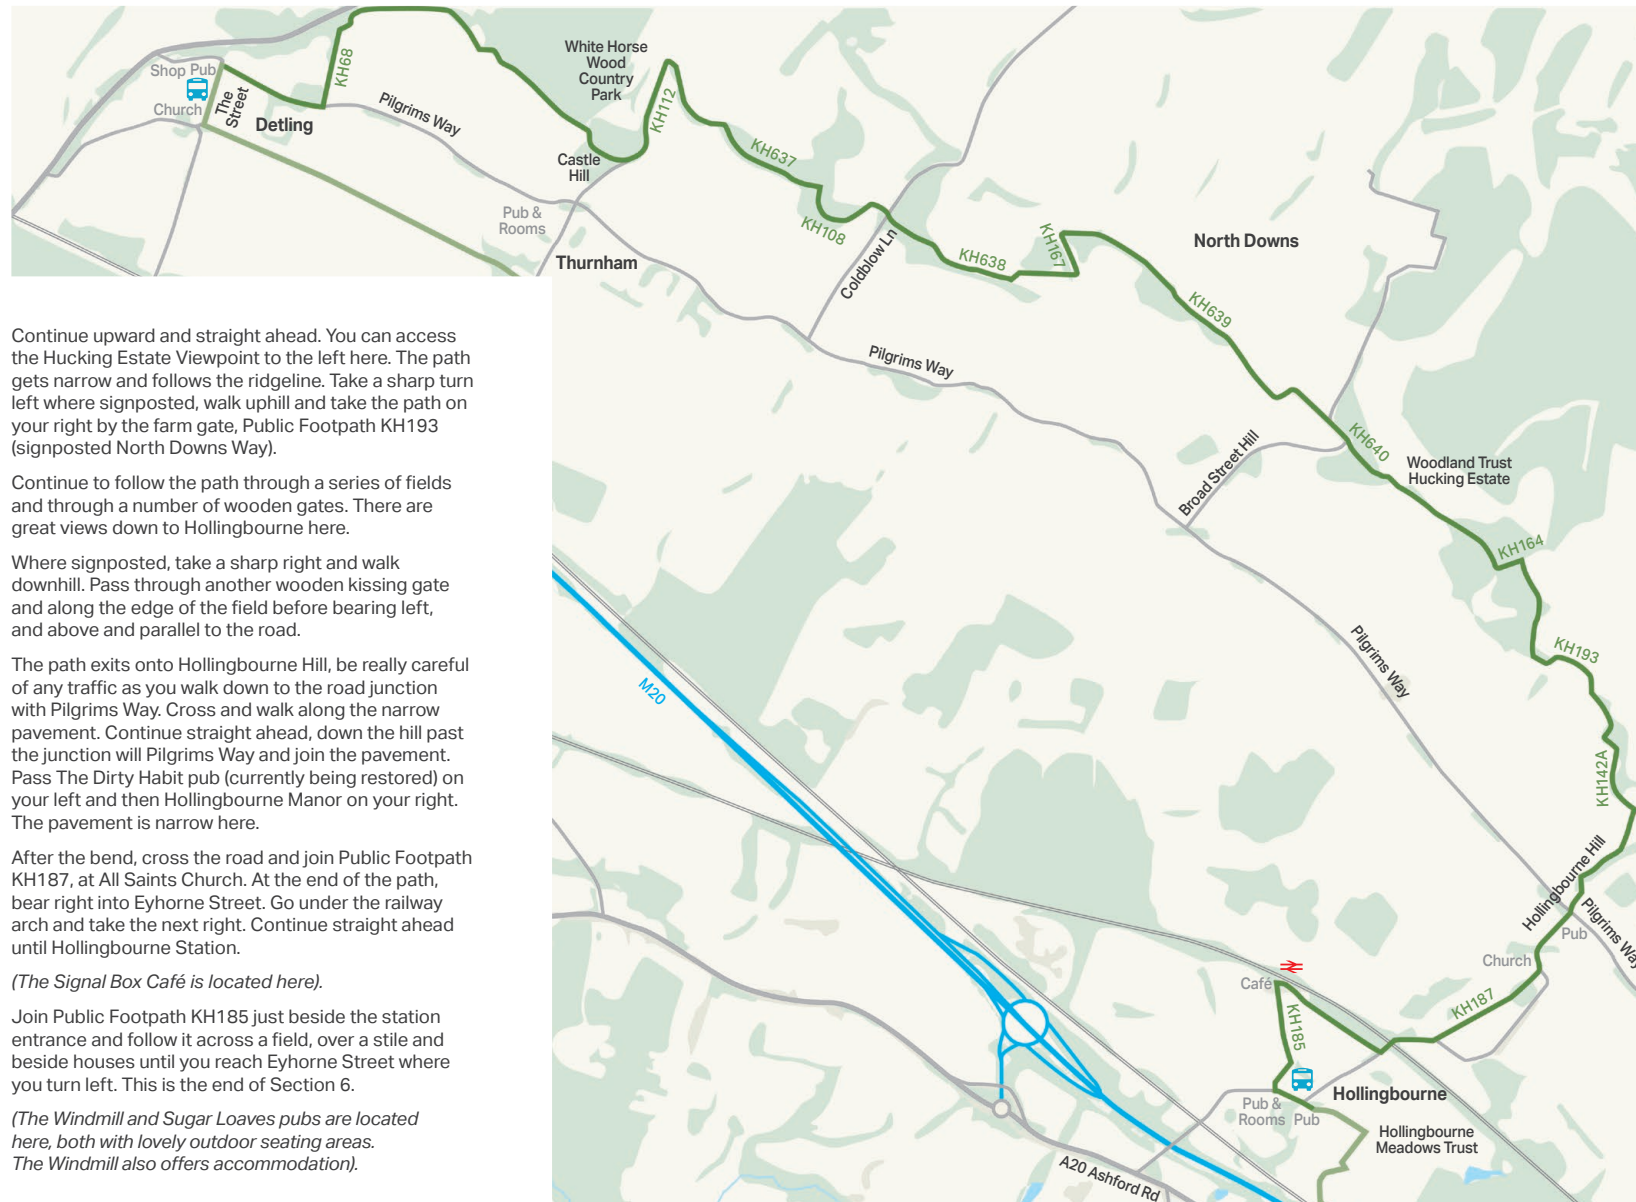 Shop Pub
Church
The
Street
Detling
KH68
Pilgrims Way
White Horse
Wood
Country
Park
KH112
Castle
Hill
Pub &
Rooms
Thurnham
KH637
KH108
Coldblow Ln
KH638
KH167
North Downs
KH639
Pilgrims Way
Broad Street Hill
KH640
Woodland Trust
Hucking Estate
KH164
KH193
Pilgrims Way
KH142A
Hollingbourne Hill
Pilgrims Way
Pub
Church
KH187
Café
KH185
Hollingbourne
Pub &
Rooms Pub
Hollingbourne
Meadows Trust
M20
A20 Ashford Rd
Continue upward and straight ahead. You can access
the Hucking Estate Viewpoint to the left here. The path
gets narrow and follows the ridgeline. Take a sharp turn
left where signposted, walk uphill and take the path on
your right by the farm gate, Public Footpath KH193
(signposted North Downs Way).
Continue to follow the path through a series of fields
and through a number of wooden gates. There are
great views down to Hollingbourne here.
Where signposted, take a sharp right and walk
downhill. Pass through another wooden kissing gate
and along the edge of the field before bearing left,
and above and parallel to the road.
The path exits onto Hollingbourne Hill, be really careful
of any traffic as you walk down to the road junction
with Pilgrims Way. Cross and walk along the narrow
pavement. Continue straight ahead, down the hill past
the junction will Pilgrims Way and join the pavement.
Pass The Dirty Habit pub (currently being restored) on
your left and then Hollingbourne Manor on your right.
The pavement is narrow here.
After the bend, cross the road and join Public Footpath
KH187, at All Saints Church. At the end of the path,
bear right into Eyhorne Street. Go under the railway
arch and take the next right. Continue straight ahead
until Hollingbourne Station.
(The Signal Box Café is located here).
Join Public Footpath KH185 just beside the station
entrance and follow it across a field, over a stile and
beside houses until you reach Eyhorne Street where
you turn left. This is the end of Section 6.
(The Windmill and Sugar Loaves pubs are located
here, both with lovely outdoor seating areas.
The Windmill also offers accommodation).